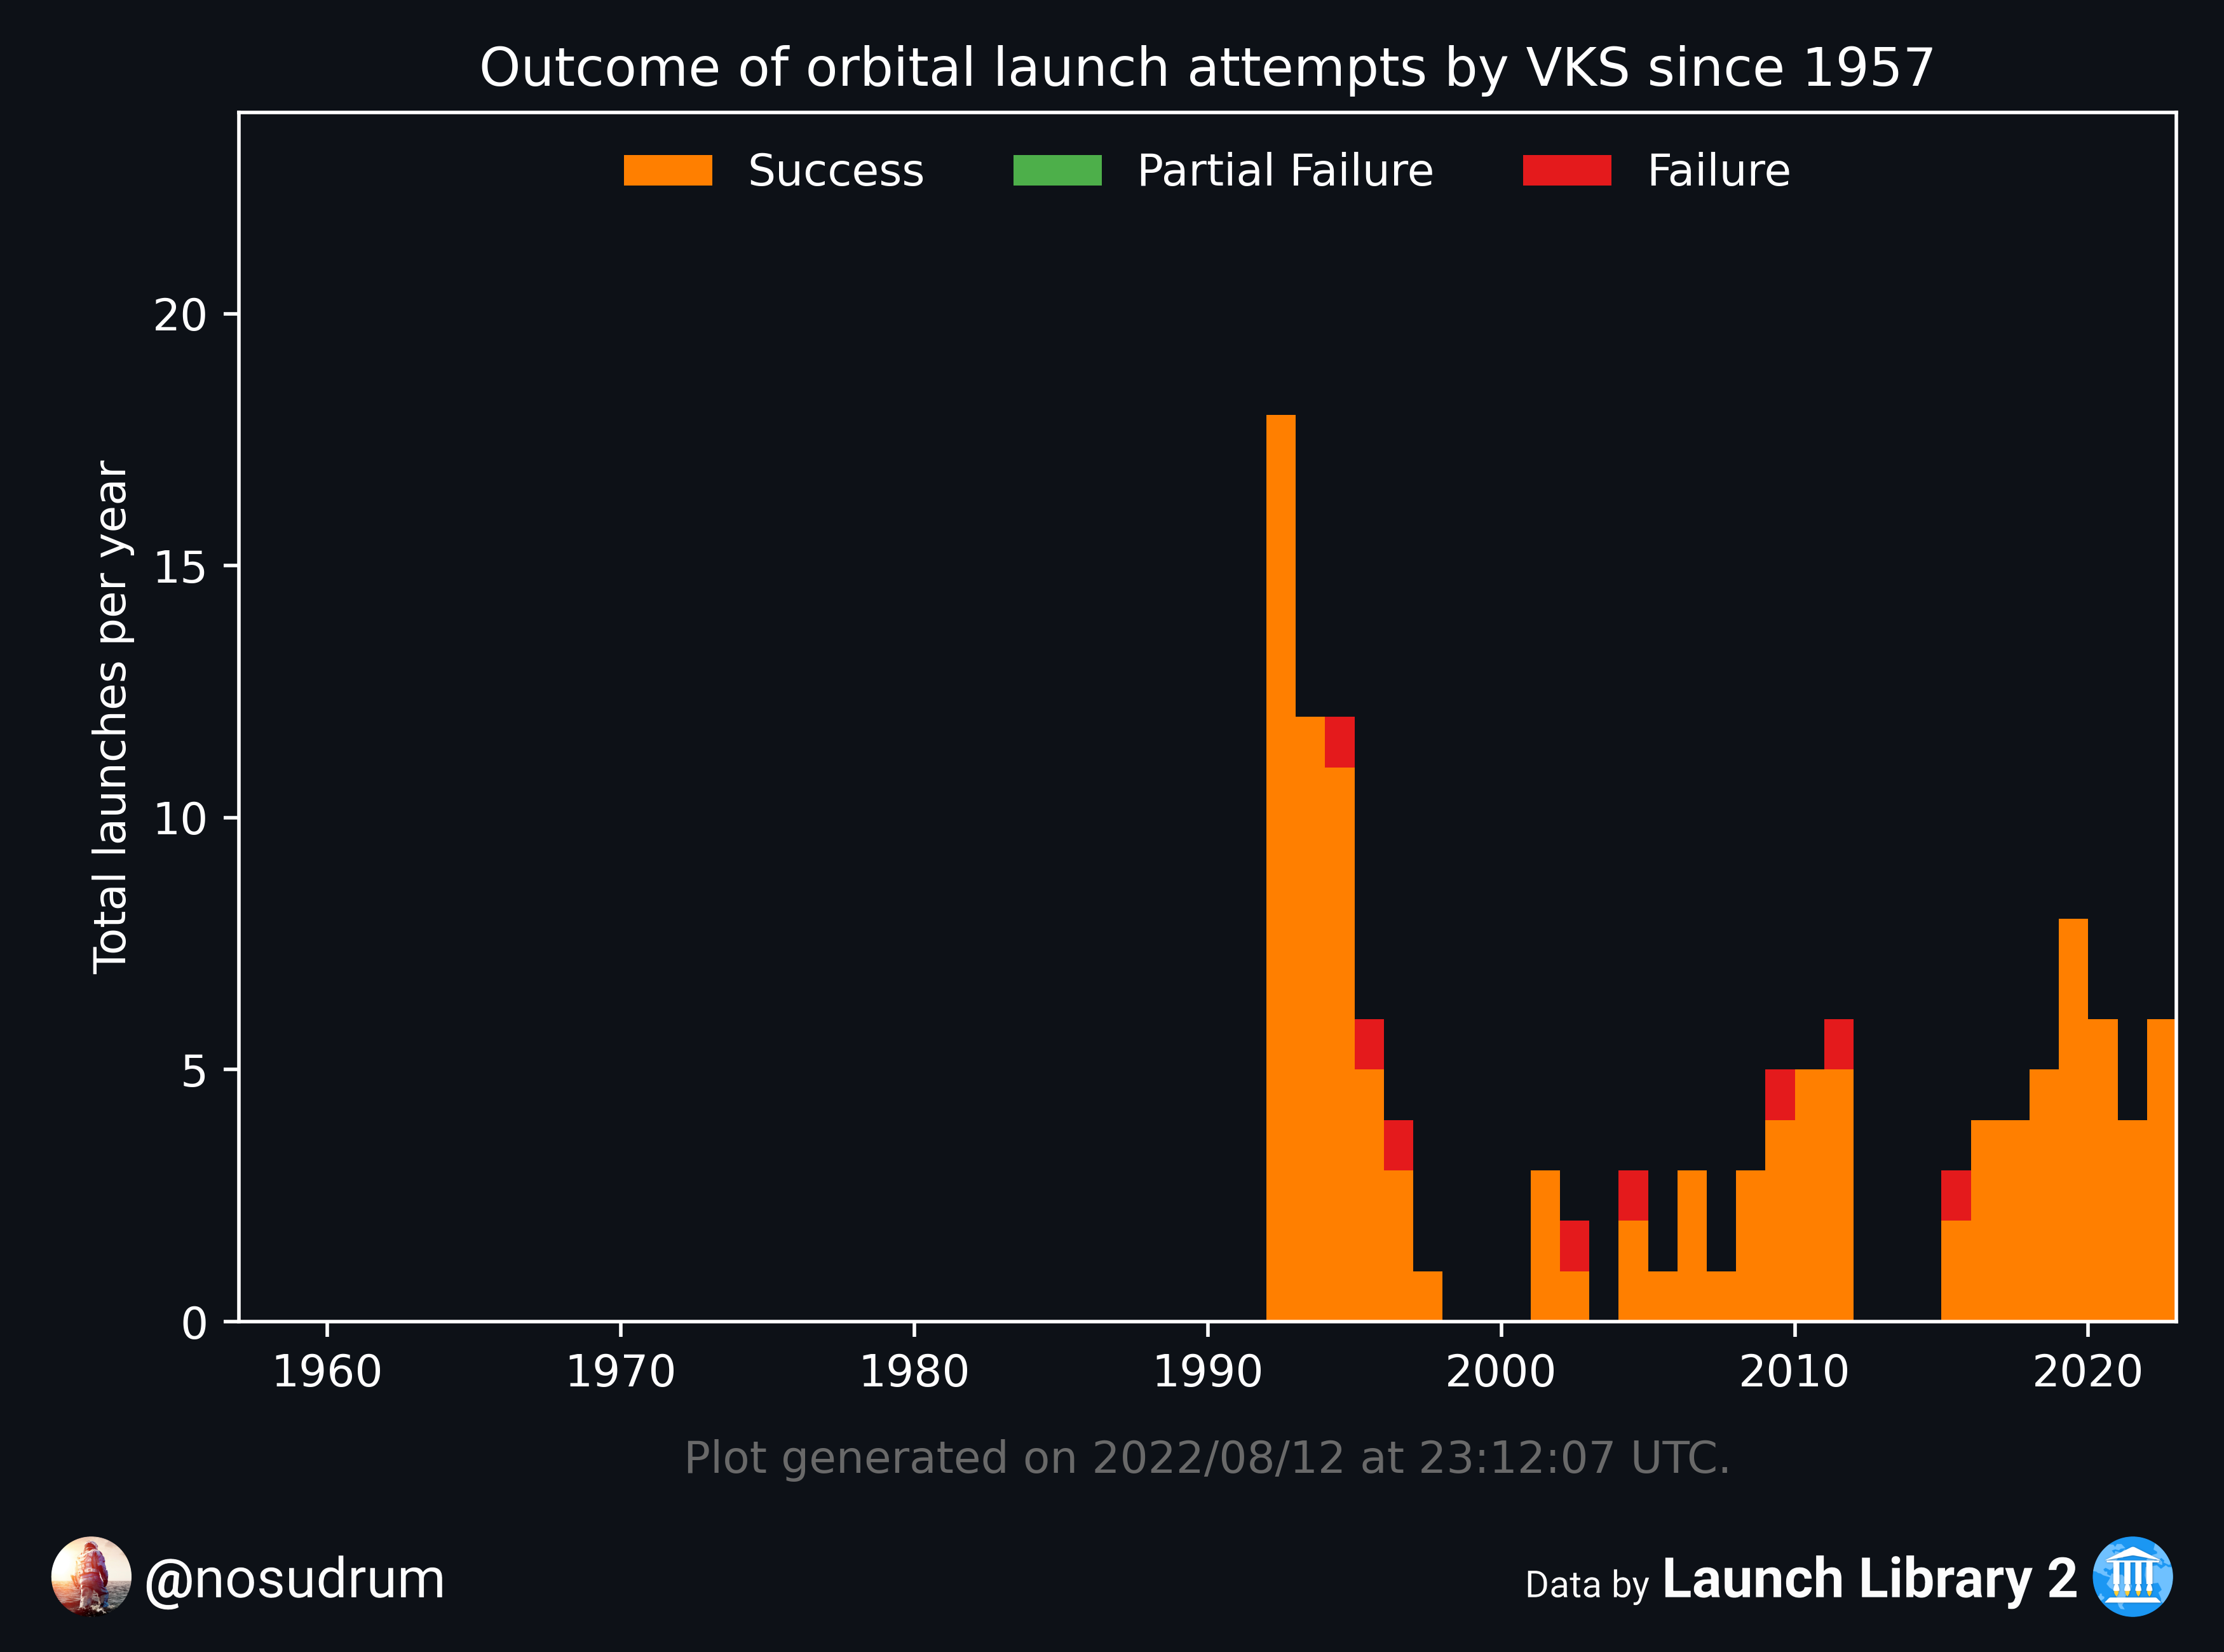 Outcome of orbital launch attempts by VKS since 1957
Success
Partial Failure
Failure
Total launches per year
20
15
10
5
0
1960
1970
1980
1990
2000
2010
2020
Plot generated on 2022/08/12 at 23:12:07 UTC.
@nosudrum
Data by Launch Library 2